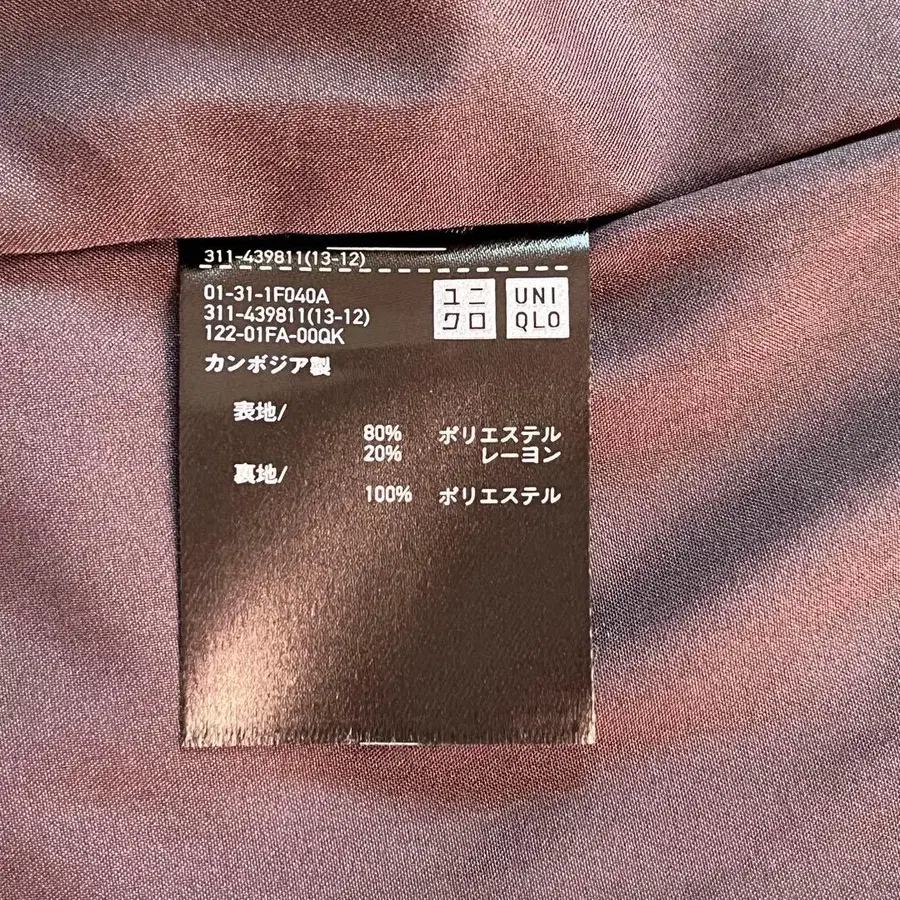 311-439811(13-12)
01-31-1F040A
311-439811(13-12)
122-01FA-00QK
カンボジア製
ユニ
クロ
UNI
QLO
表地/
80% ポリエステル
20% レーヨン
裏地/
100% ポリエステル